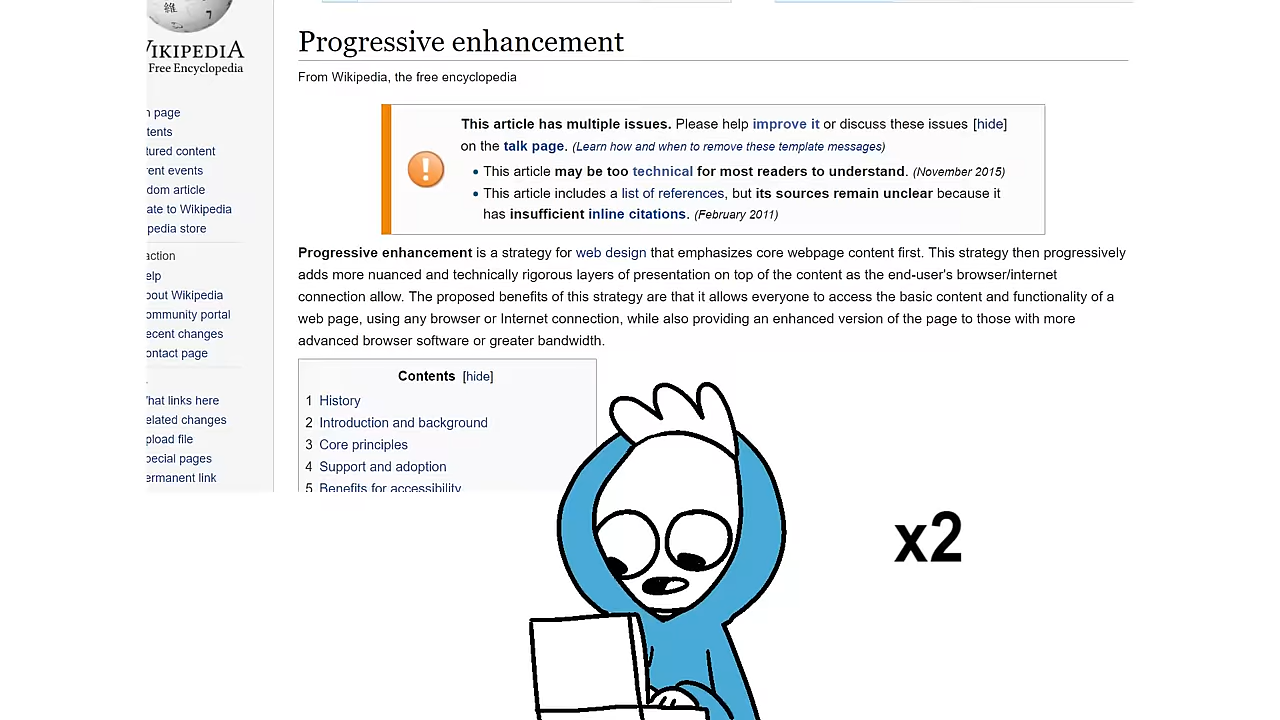 維
7
WIKIPEDIA
Free Encyclopedia
n page
tents
tured content
rent events
dom article
ate to Wikipedia
pedia store
action
elp
bout Wikipedia
ommunity portal
ecent changes
ontact page
hat links here
elated changes
pload file
pecial pages
ermanent link
Progressive enhancement
From Wikipedia, the free encyclopedia
This article has multiple issues. Please help improve it or discuss these issues [hide]
on the talk page. (Learn how and when to remove these template messages)
• This article may be too technical for most readers to understand. (November 2015)
• This article includes a list of references, but its sources remain unclear because it
has insufficient inline citations. (February 2011)
Progressive enhancement is a strategy for web design that emphasizes core webpage content first. This strategy then progressively
adds more nuanced and technically rigorous layers of presentation on top of the content as the end-user's browser/internet
connection allow. The proposed benefits of this strategy are that it allows everyone to access the basic content and functionality of a
web page, using any browser or Internet connection, while also providing an enhanced version of the page to those with more
advanced browser software or greater bandwidth.
Contents [hide]
1 History
2 Introduction and background
3 Core principles
4 Support and adoption
5 Benefits for accessibility
x2